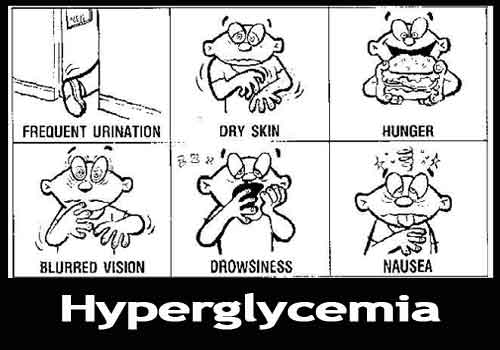 FREQUENT URINATION
DRY SKIN
HUNGER
BLURRED VISION
DROWSINESS
NAUSEA
Hyperglycemia